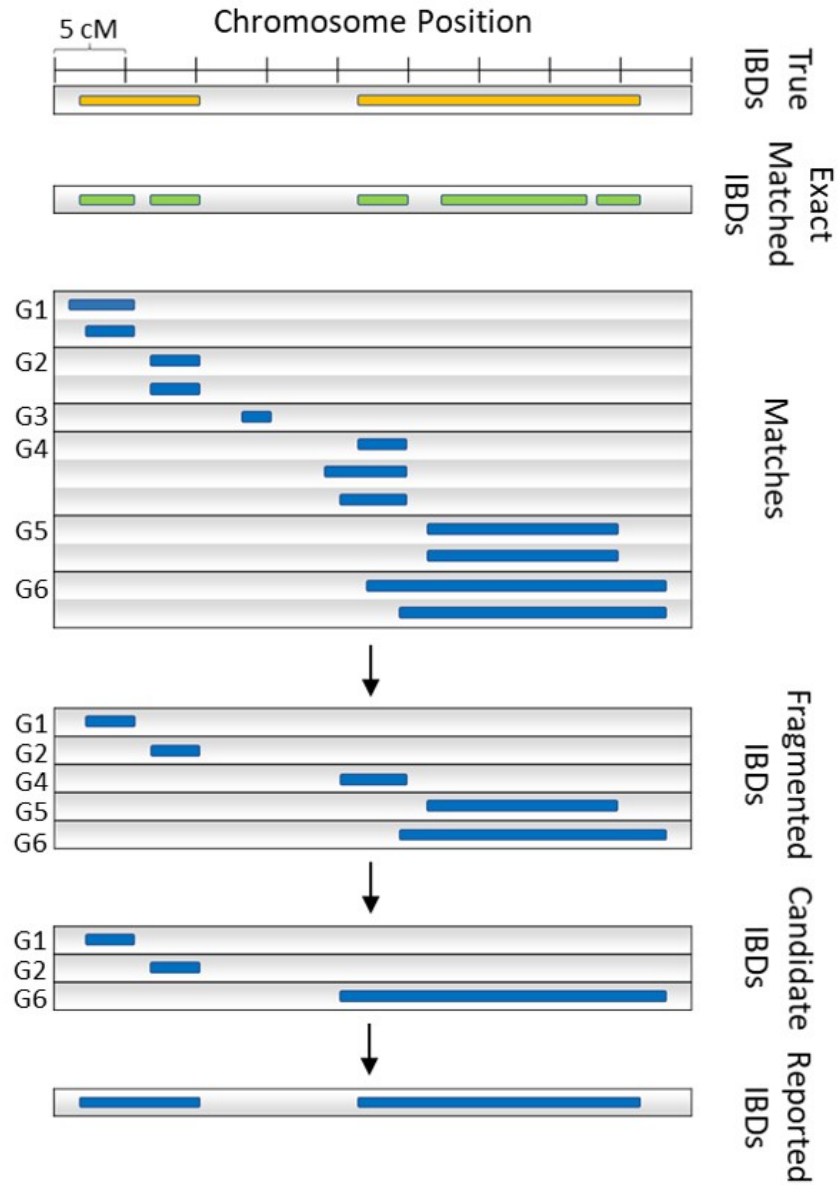 Chromosome Position
5 cM
True
IBDs
Exact
Matched
IBDs
G1
G2
G3
G4
G5
G6
Matches
G1
G2
G4
G5
G6
Fragmented
IBDs
G1
G2
G6
Candidate
IBDs
Reported
IBDs